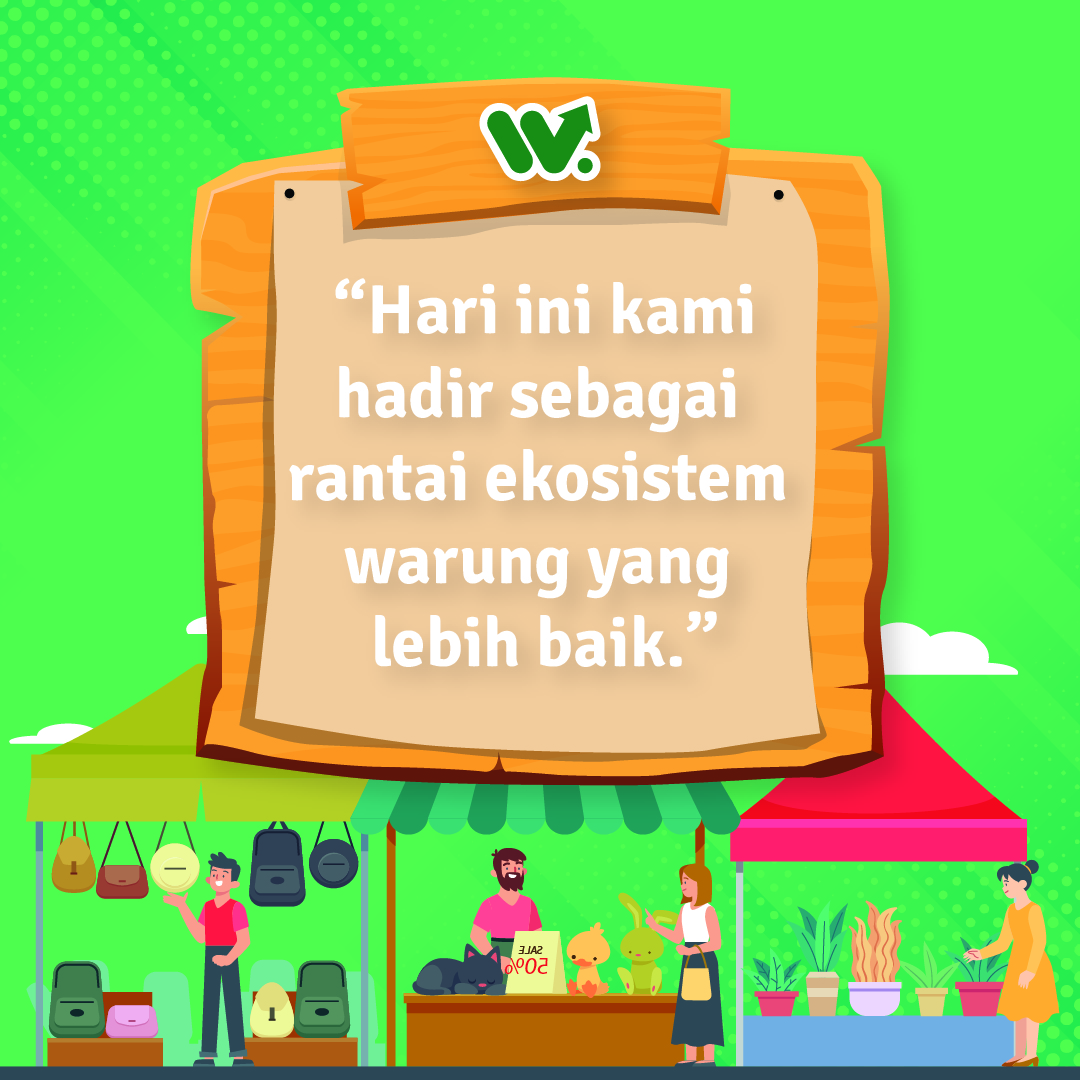 W.
“Hari ini kami
hadir sebagai
rantai ekosistem
warung yang
lebih baik.”
SALE
50%